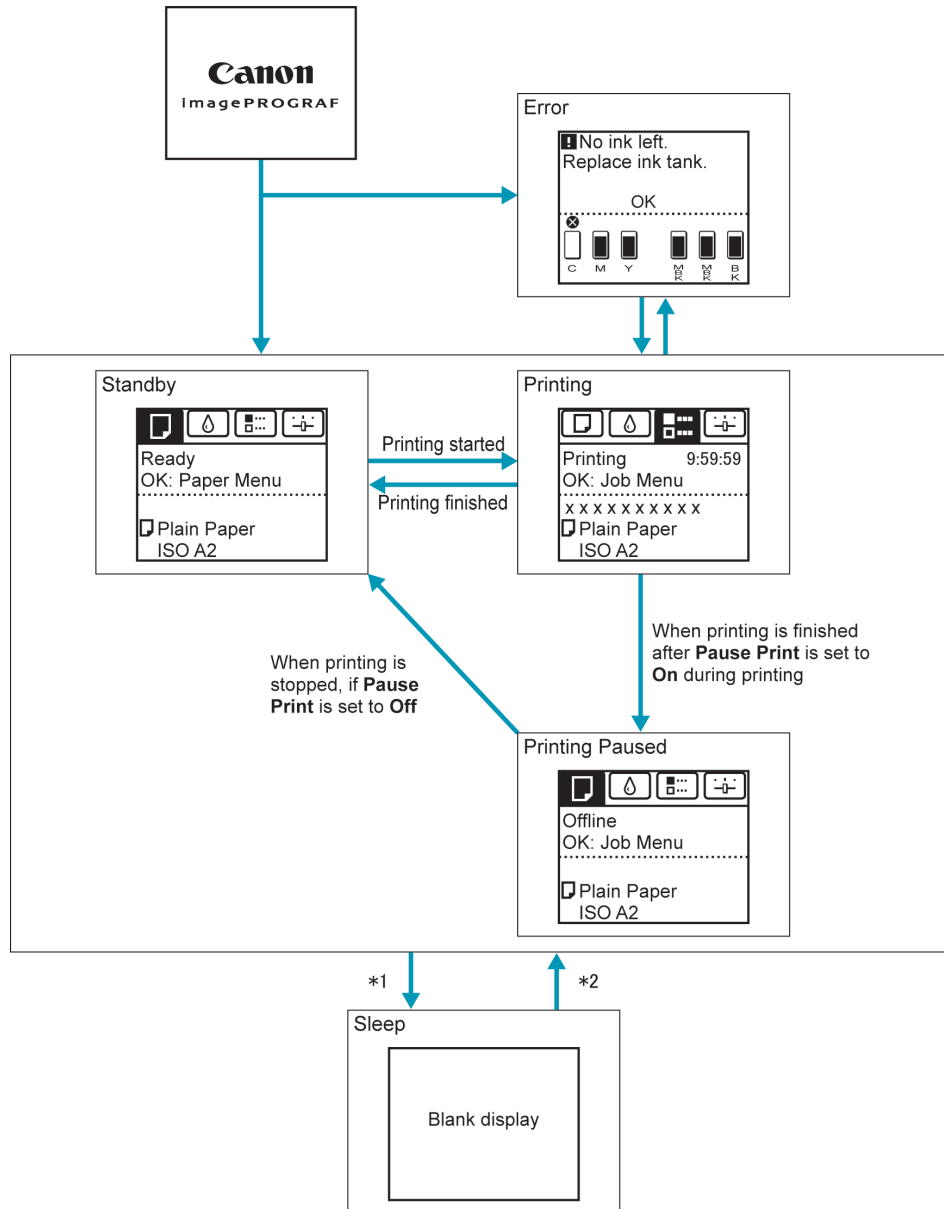 Canon
imagePROGRAF
Error
! No ink left.
Replace ink tank.
OK
C M Y MBK MBK BK
Standby
Ready
OK: Paper Menu
Plain Paper
ISO A2
Printing started
Printing finished
Printing 
Printing 9:59:59
OK: Job Menu
x x x x x x x x x x
Plain Paper
ISO A2
When printing is
stopped, if Pause
Print is set to Off
When printing is finished
after Pause Print is set to
On during printing
Printing Paused
Offline
OK: Job Menu
Plain Paper
ISO A2
*1
*2
Sleep
Blank display